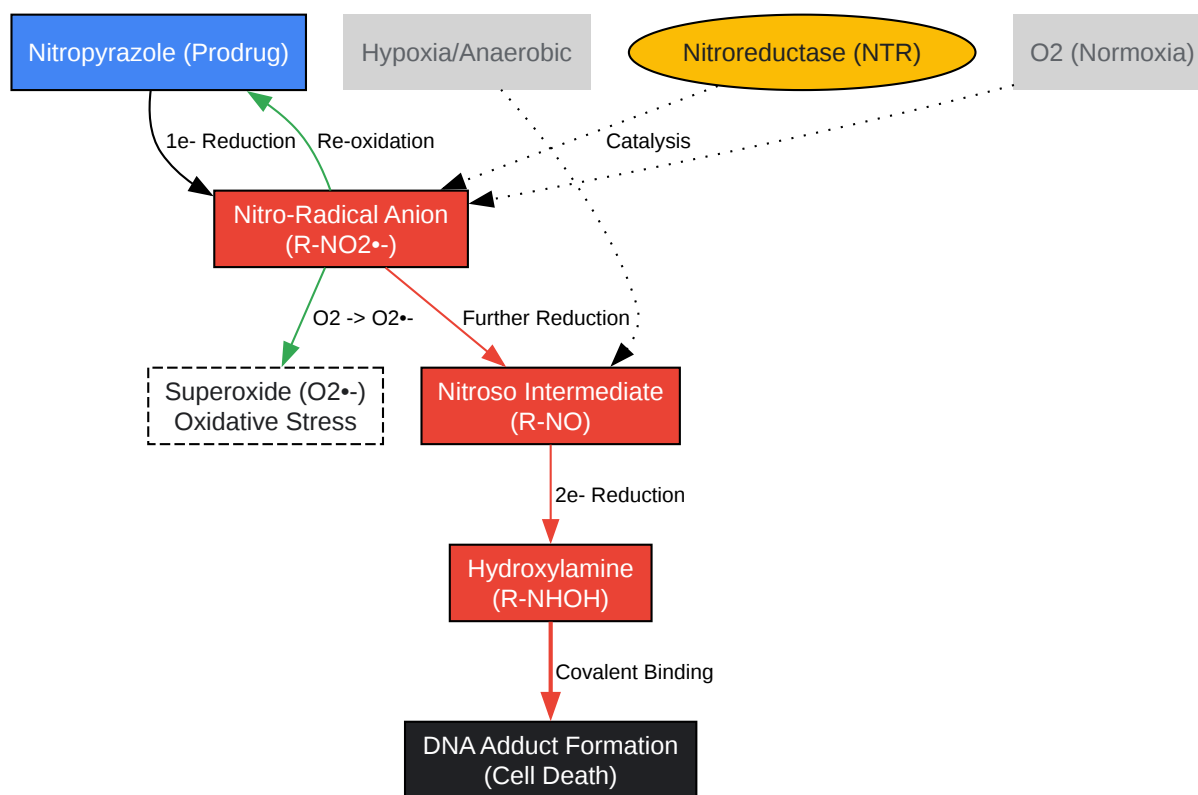 Nitropyrazole (Prodrug)
Hypoxia/Anaerobic
Nitroreductase (NTR)
O2 (Normoxia)
1e- Reduction
Re-oxidation
Catalysis
Nitro-Radical Anion
(R-NO2•-)
O2 -> O2•-
Further Reduction
Superoxide (O2•-)
Oxidative Stress
Nitroso Intermediate
(R-NO)
2e- Reduction
Hydroxylamine
(R-NHOH)
Covalent Binding
DNA Adduct Formation
(Cell Death)